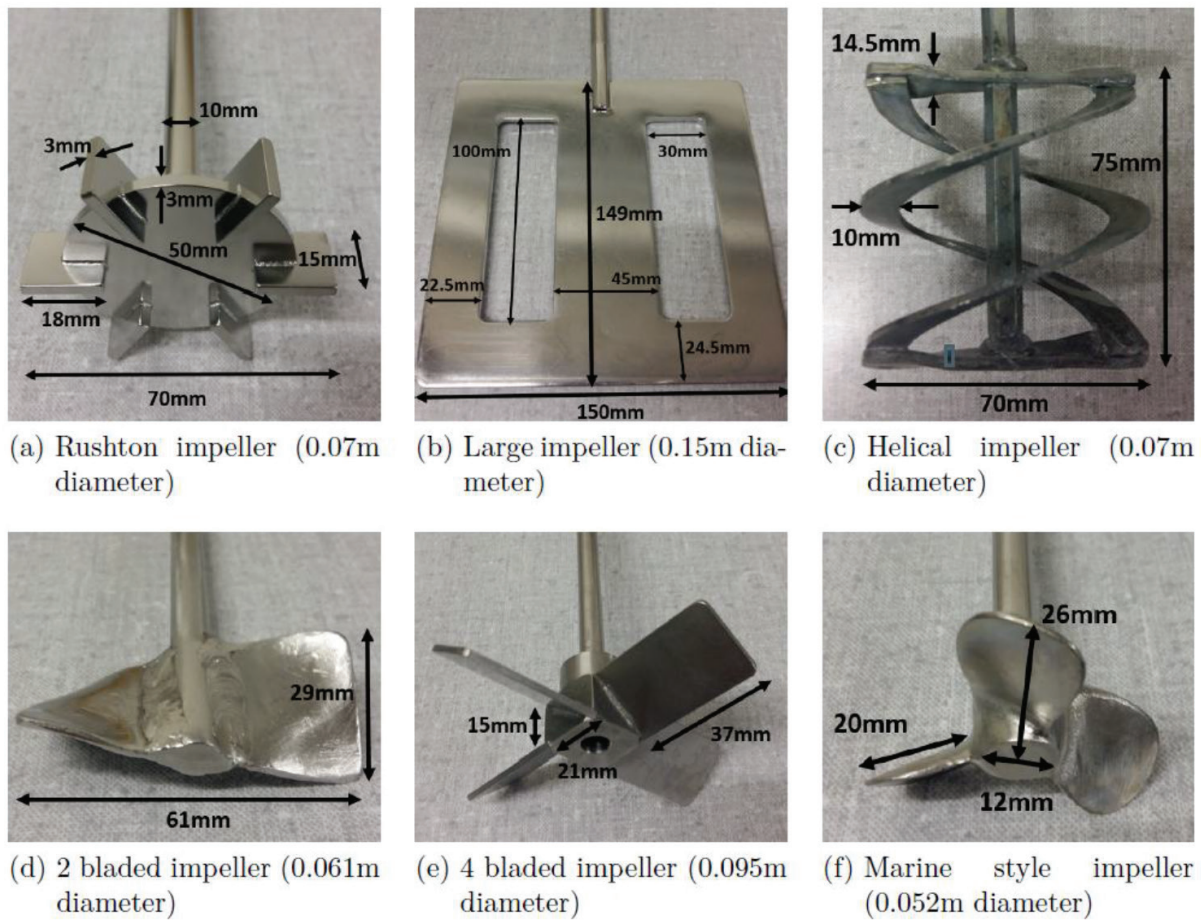 10mm
3mm
3mm
50mm
15mm
18mm
70mm
(a) Rushton impeller (0.07m
diameter)
100mm
30mm
149mm
45mm
22.5mm
24.5mm
150mm
(b) Large impeller (0.15m dia-
meter)
14.5mm
75mm
10mm
70mm
(c) Helical impeller (0.07m
diameter)
29mm
61mm
(d) 2 bladed impeller (0.061m
diameter)
15mm
37mm
21mm
(e) 4 bladed impeller (0.095m
diameter)
26mm
20mm
12mm
(f) Marine style impeller
(0.052m diameter)